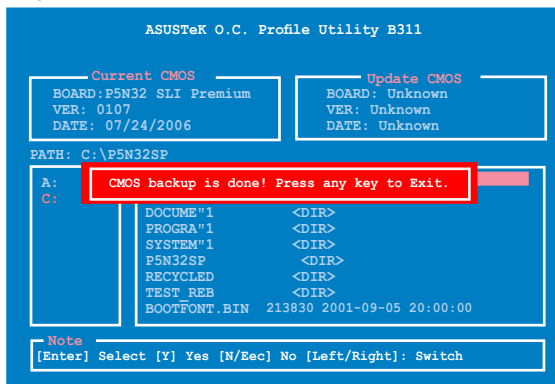 ASUSTeK O.C. Profile Utility B311
Current CMOS
BOARD:P5N32 SLI Premium
VER: 0107
DATE: 07/24/2006
Update CMOS
BOARD: Unknown
VER: Unknown
DATE: Unknown
PATH: C:\P5N32SP
A:
C:
CMOS backup is done! Press any key to Exit.
DOCUME"1 <DIR>
PROGRA"1 <DIR>
SYSTEM"1 <DIR>
P5N32SP <DIR>
RECYCLED <DIR>
TEST_REB <DIR>
BOOTFONT.BIN 213830 2001-09-05 20:00:00
Note
[Enter] Select [Y] Yes [N/Eec] No [Left/Right]: Switch